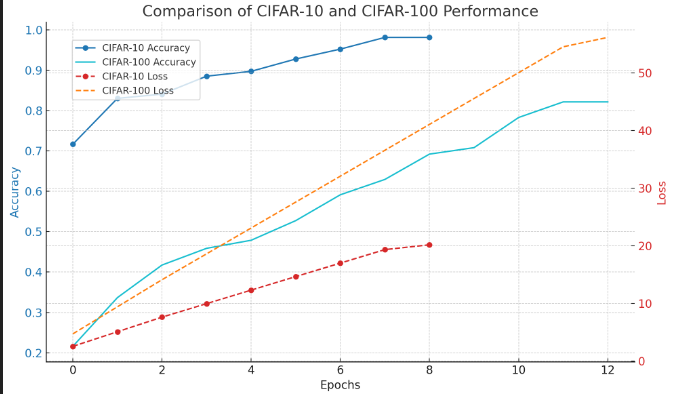 Comparison of CIFAR-10 and CIFAR-100 Performance
CIFAR-10 Accuracy
CIFAR-100 Accuracy
CIFAR-10 Loss
CIFAR-100 Loss
Accuracy
1.0
0.9
0.8
0.7
0.6
0.5
0.4
0.3
0.2
50
40
30
20
10
0
Loss
0 2 4 6 8 10 12
Epochs